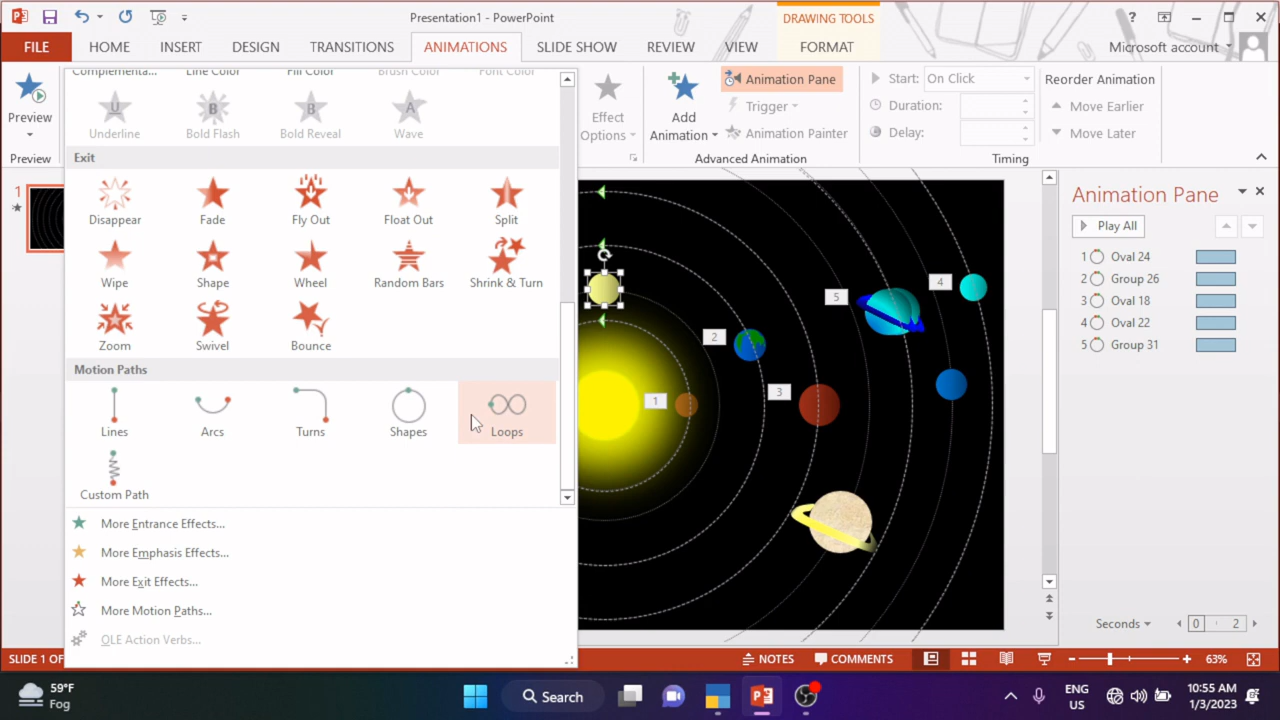 Presentation1 - PowerPoint
DRAWING TOOLS
?
FILE
HOME
INSERT
DESIGN
TRANSITIONS
ANIMATIONS
SLIDE SHOW
REVIEW
VIEW
FORMAT
Microsoft account
Preview
Preview
Complementa...
Line Color
Fill Color
Brush Color
Font Color
Underline
Bold Flash
Bold Reveal
Wave
Exit
Disappear
Fade
Fly Out
Float Out
Split
Wipe
Shape
Wheel
Random Bars
Shrink & Turn
Zoom
Swivel
Bounce
Motion Paths
Lines
Arcs
Turns
Shapes
Loops
Custom Path
More Entrance Effects...
More Emphasis Effects...
More Exit Effects...
More Motion Paths...
OLE Action Verbs...
Effect
Options
Add
Animation
Animation Pane
Trigger
Animation Painter
Advanced Animation
Start: On Click
Duration:
Delay:
Timing
Reorder Animation
Move Earlier
Move Later
1
1
2
3
4
5
Animation Pane
Play All
1 Oval 24
2 Group 26
3 Oval 18
4 Oval 22
5 Group 31
Seconds
0
2
SLIDE 1 OF
NOTES
COMMENTS
63%
59°F
Fog
Search
ENG
US
10:55 AM
1/3/2023